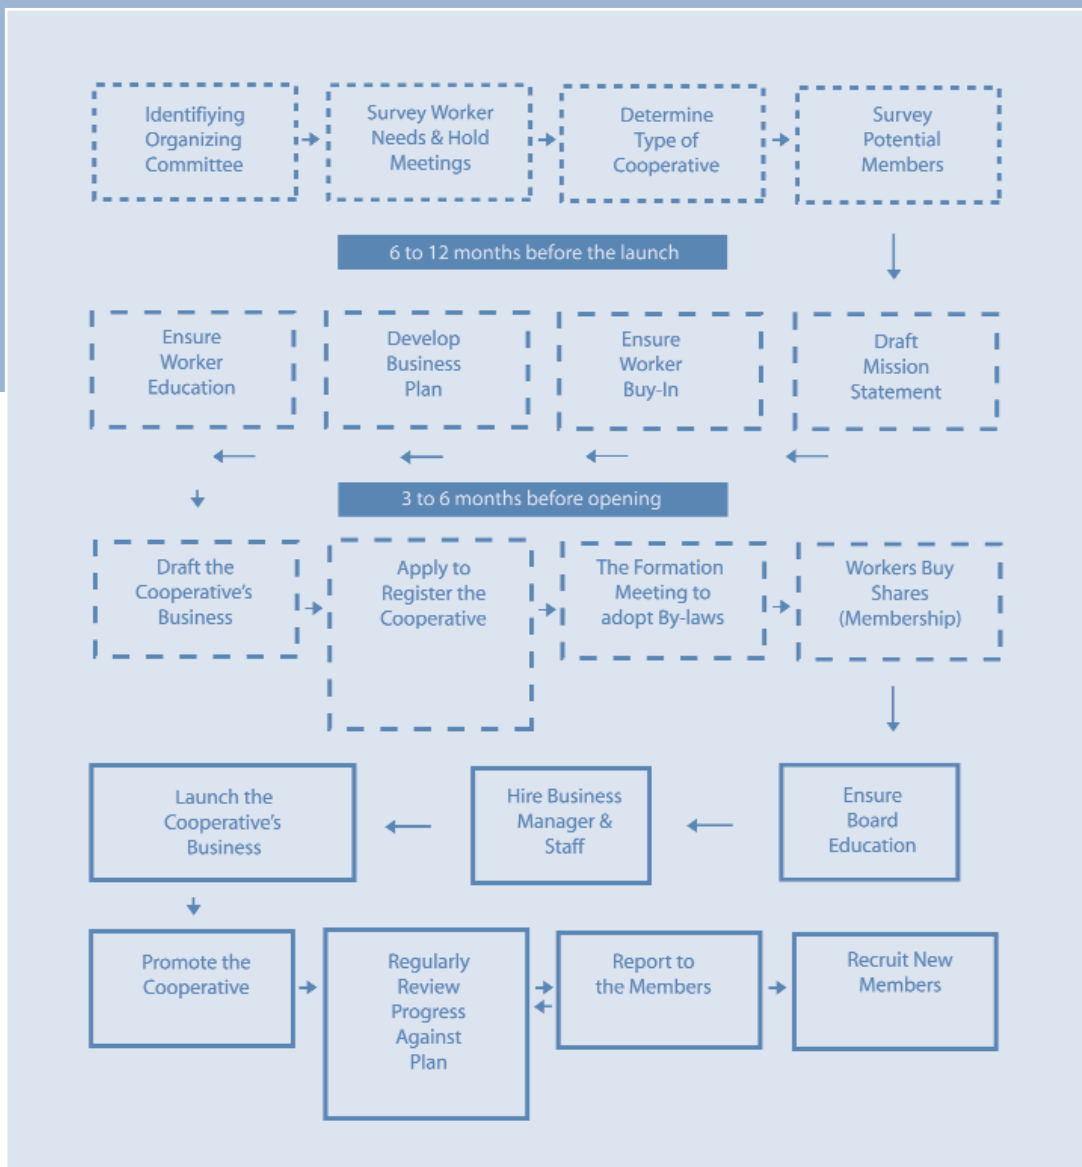 Identifiying
Organizing
Committee
Survey Worker
Needs & Hold
Meetings
Determine
Type of
Cooperative
Survey
Potential
Members
6 to 12 months before the launch
Ensure
Worker
Education
Develop
Business
Plan
Ensure
Worker
Buy-In
Draft
Mission
Statement
3 to 6 months before opening
Draft the
Cooperative's
Business
Apply to
Register the
Cooperative
The Formation
Meeting to
adopt By-laws
Workers Buy
Shares
(Membership)
Launch the
Cooperative's
Business
Hire Business
Manager &
Staff
Ensure
Board
Education
Promote the
Cooperative
Regularly
Review
Progress
Against
Plan
Report to
the Members
Recruit New
Members